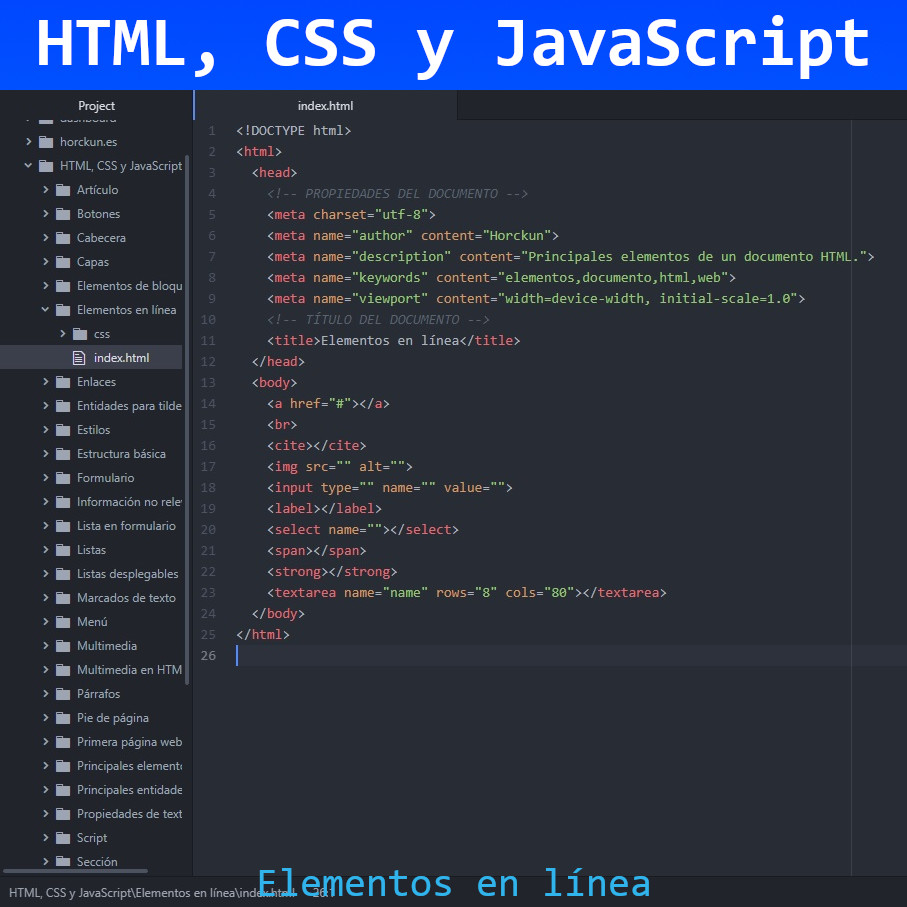 HTML, CSS y JavaScript
Project
index.html
dashboard
horckun.es
HTML, CSS y JavaScript
Artículo
Botones
Cabecera
Capas
Elementos de bloqu
Elementos en línea
css
index.html
Enlaces
Entidades para tilde
Estilos
Estructura básica
Formulario
Información no rele
Lista en formulario
Listas
Listas desplegables
Marcados de texto
Menú
Multimedia
Multimedia en HTM
Párrafos
Pie de página
Primera página web
Principales elemento
Principales entidade
Propiedades de text
Script
Sección
1 <!DOCTYPE html>
2 <html>
3 <head>
4 <!-- PROPIEDADES DEL DOCUMENTO -->
5 <meta charset="utf-8">
6 <meta name="author" content="Horckun">
7 <meta name="description" content="Principales elementos de un documento HTML.">
8 <meta name="keywords" content="elementos,documento,html,web">
9 <meta name="viewport" content="width=device-width, initial-scale=1.0">
10 <!-- TÍTULO DEL DOCUMENTO -->
11 <title>Elementos en línea</title>
12 </head>
13 <body>
14 <a href="#"></a>
15 <br>
16 <cite></cite>
17 <img src="" alt="">
18 <input type="" name="" value="">
19 <label></label>
20 <select name=""></select>
21 <span></span>
22 <strong></strong>
23 <textarea name="name" rows="8" cols="80"></textarea>
24 </body>
25 </html>
26
HTML, CSS y JavaScript\Elementos en línea\index.html 26:1
Elementos en línea